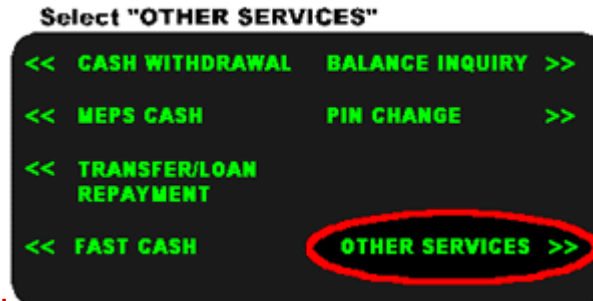 Select "OTHER SERVICES"
<< CASH WITHDRAWAL BALANCE INQUIRY >>
<< MEPS CASH PIN CHANGE >>
<< TRANSFER/LOAN
REPAYMENT
<< FAST CASH OTHER SERVICES >>